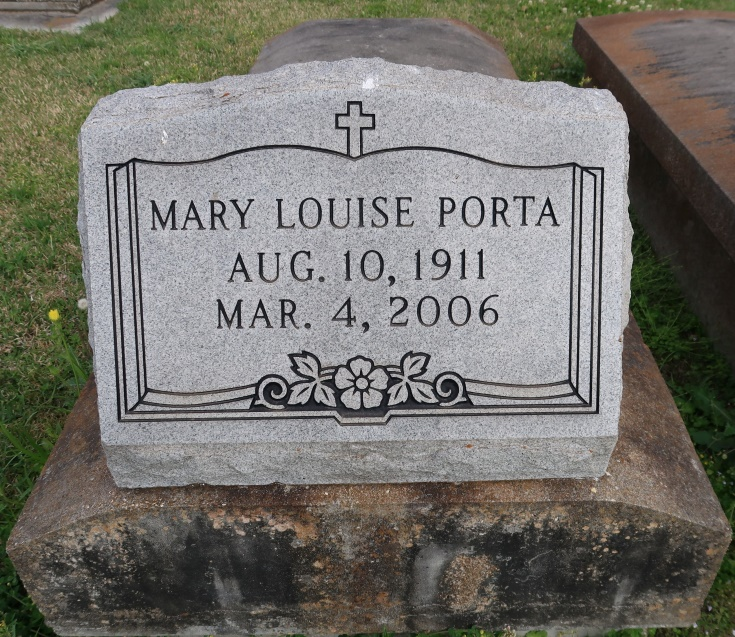 MARY LOUISE PORTA
AUG. 10, 1911
MAR. 4, 2006